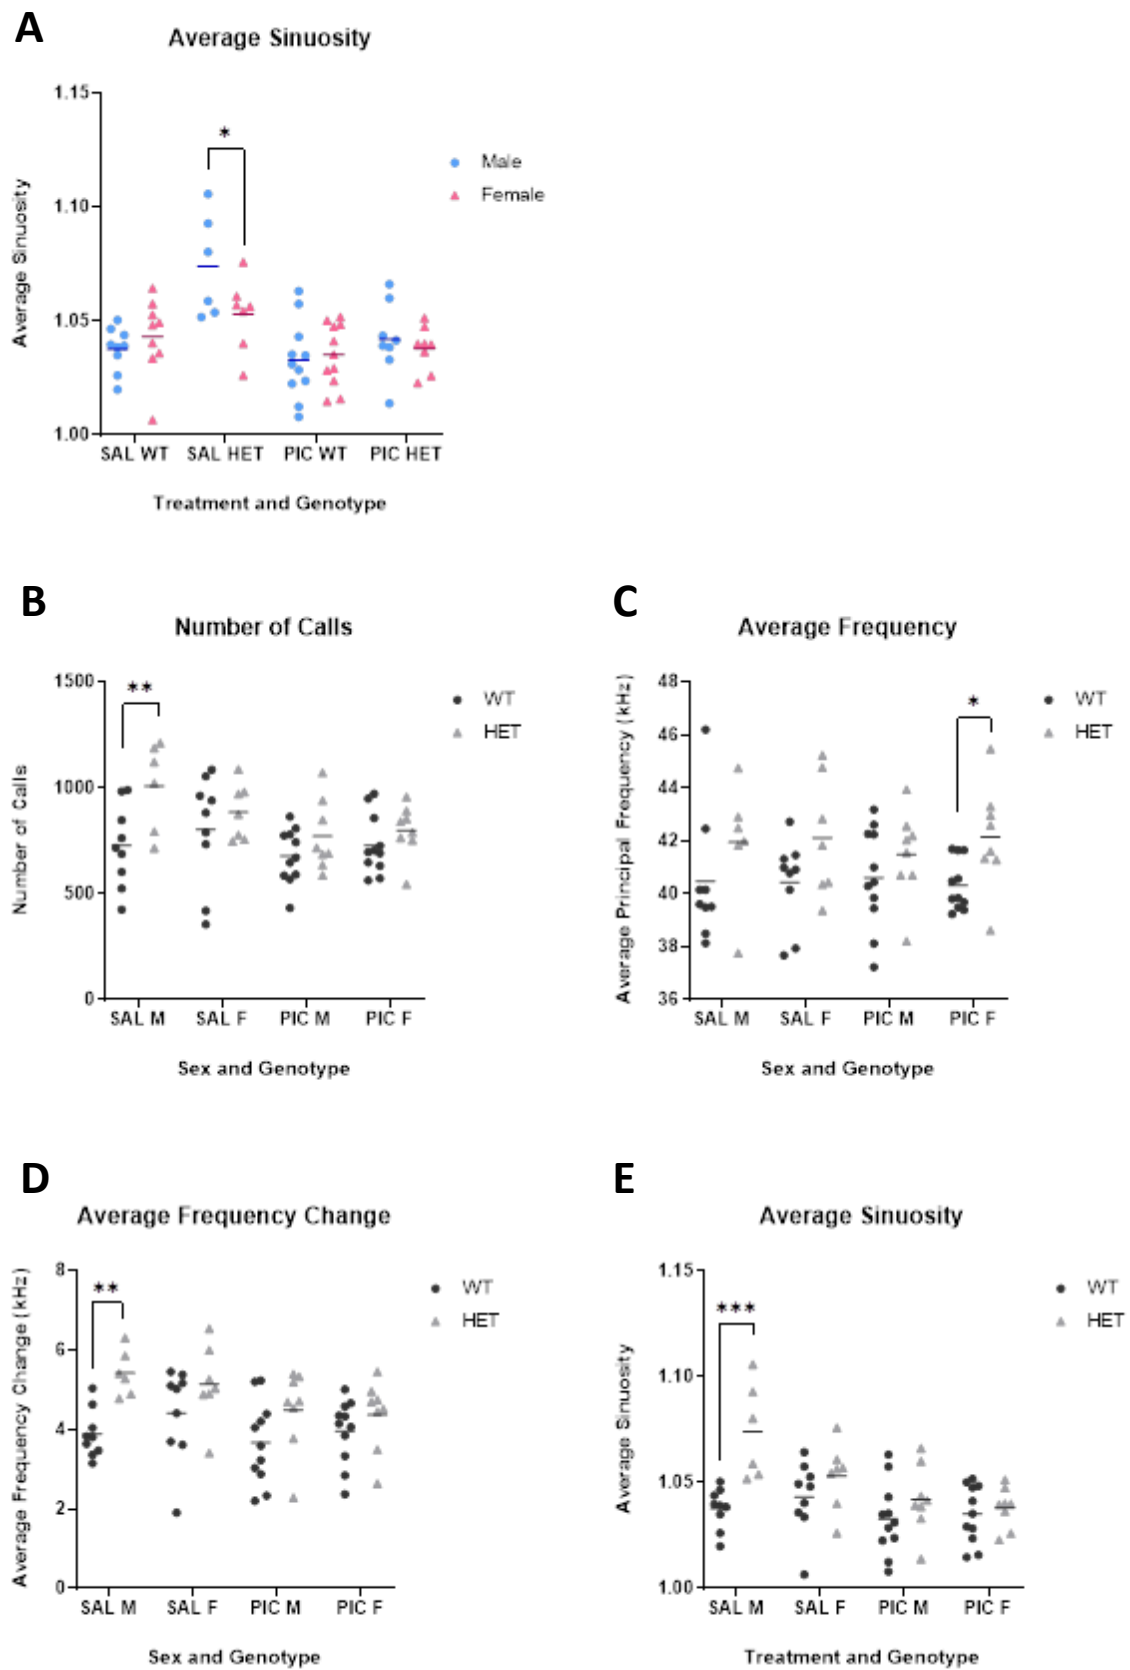 A
Average Sinuosity
1.15
1.10
1.05
1.00
Average Sinuosity
*
Male
Female
SAL WT SAL HET PIC WT PIC HET
Treatment and Genotype
B
Number of Calls
1500
1000
500
0
Number of Calls
**
WT
HET
SAL M SAL F PIC M PIC F
Sex and Genotype
C
Average Frequency
48
46
44
42
40
38
36
Average Principal Frequency (kHz)
*
WT
HET
SAL M SAL F PIC M PIC F
Sex and Genotype
D
Average Frequency Change
8
6
4
2
0
Average Frequency Change (kHz)
**
WT
HET
SAL M SAL F PIC M PIC F
Sex and Genotype
E
Average Sinuosity
1.15
1.10
1.05
1.00
Average Sinuosity
***
WT
HET
SAL M SAL F PIC M PIC F
Treatment and Genotype